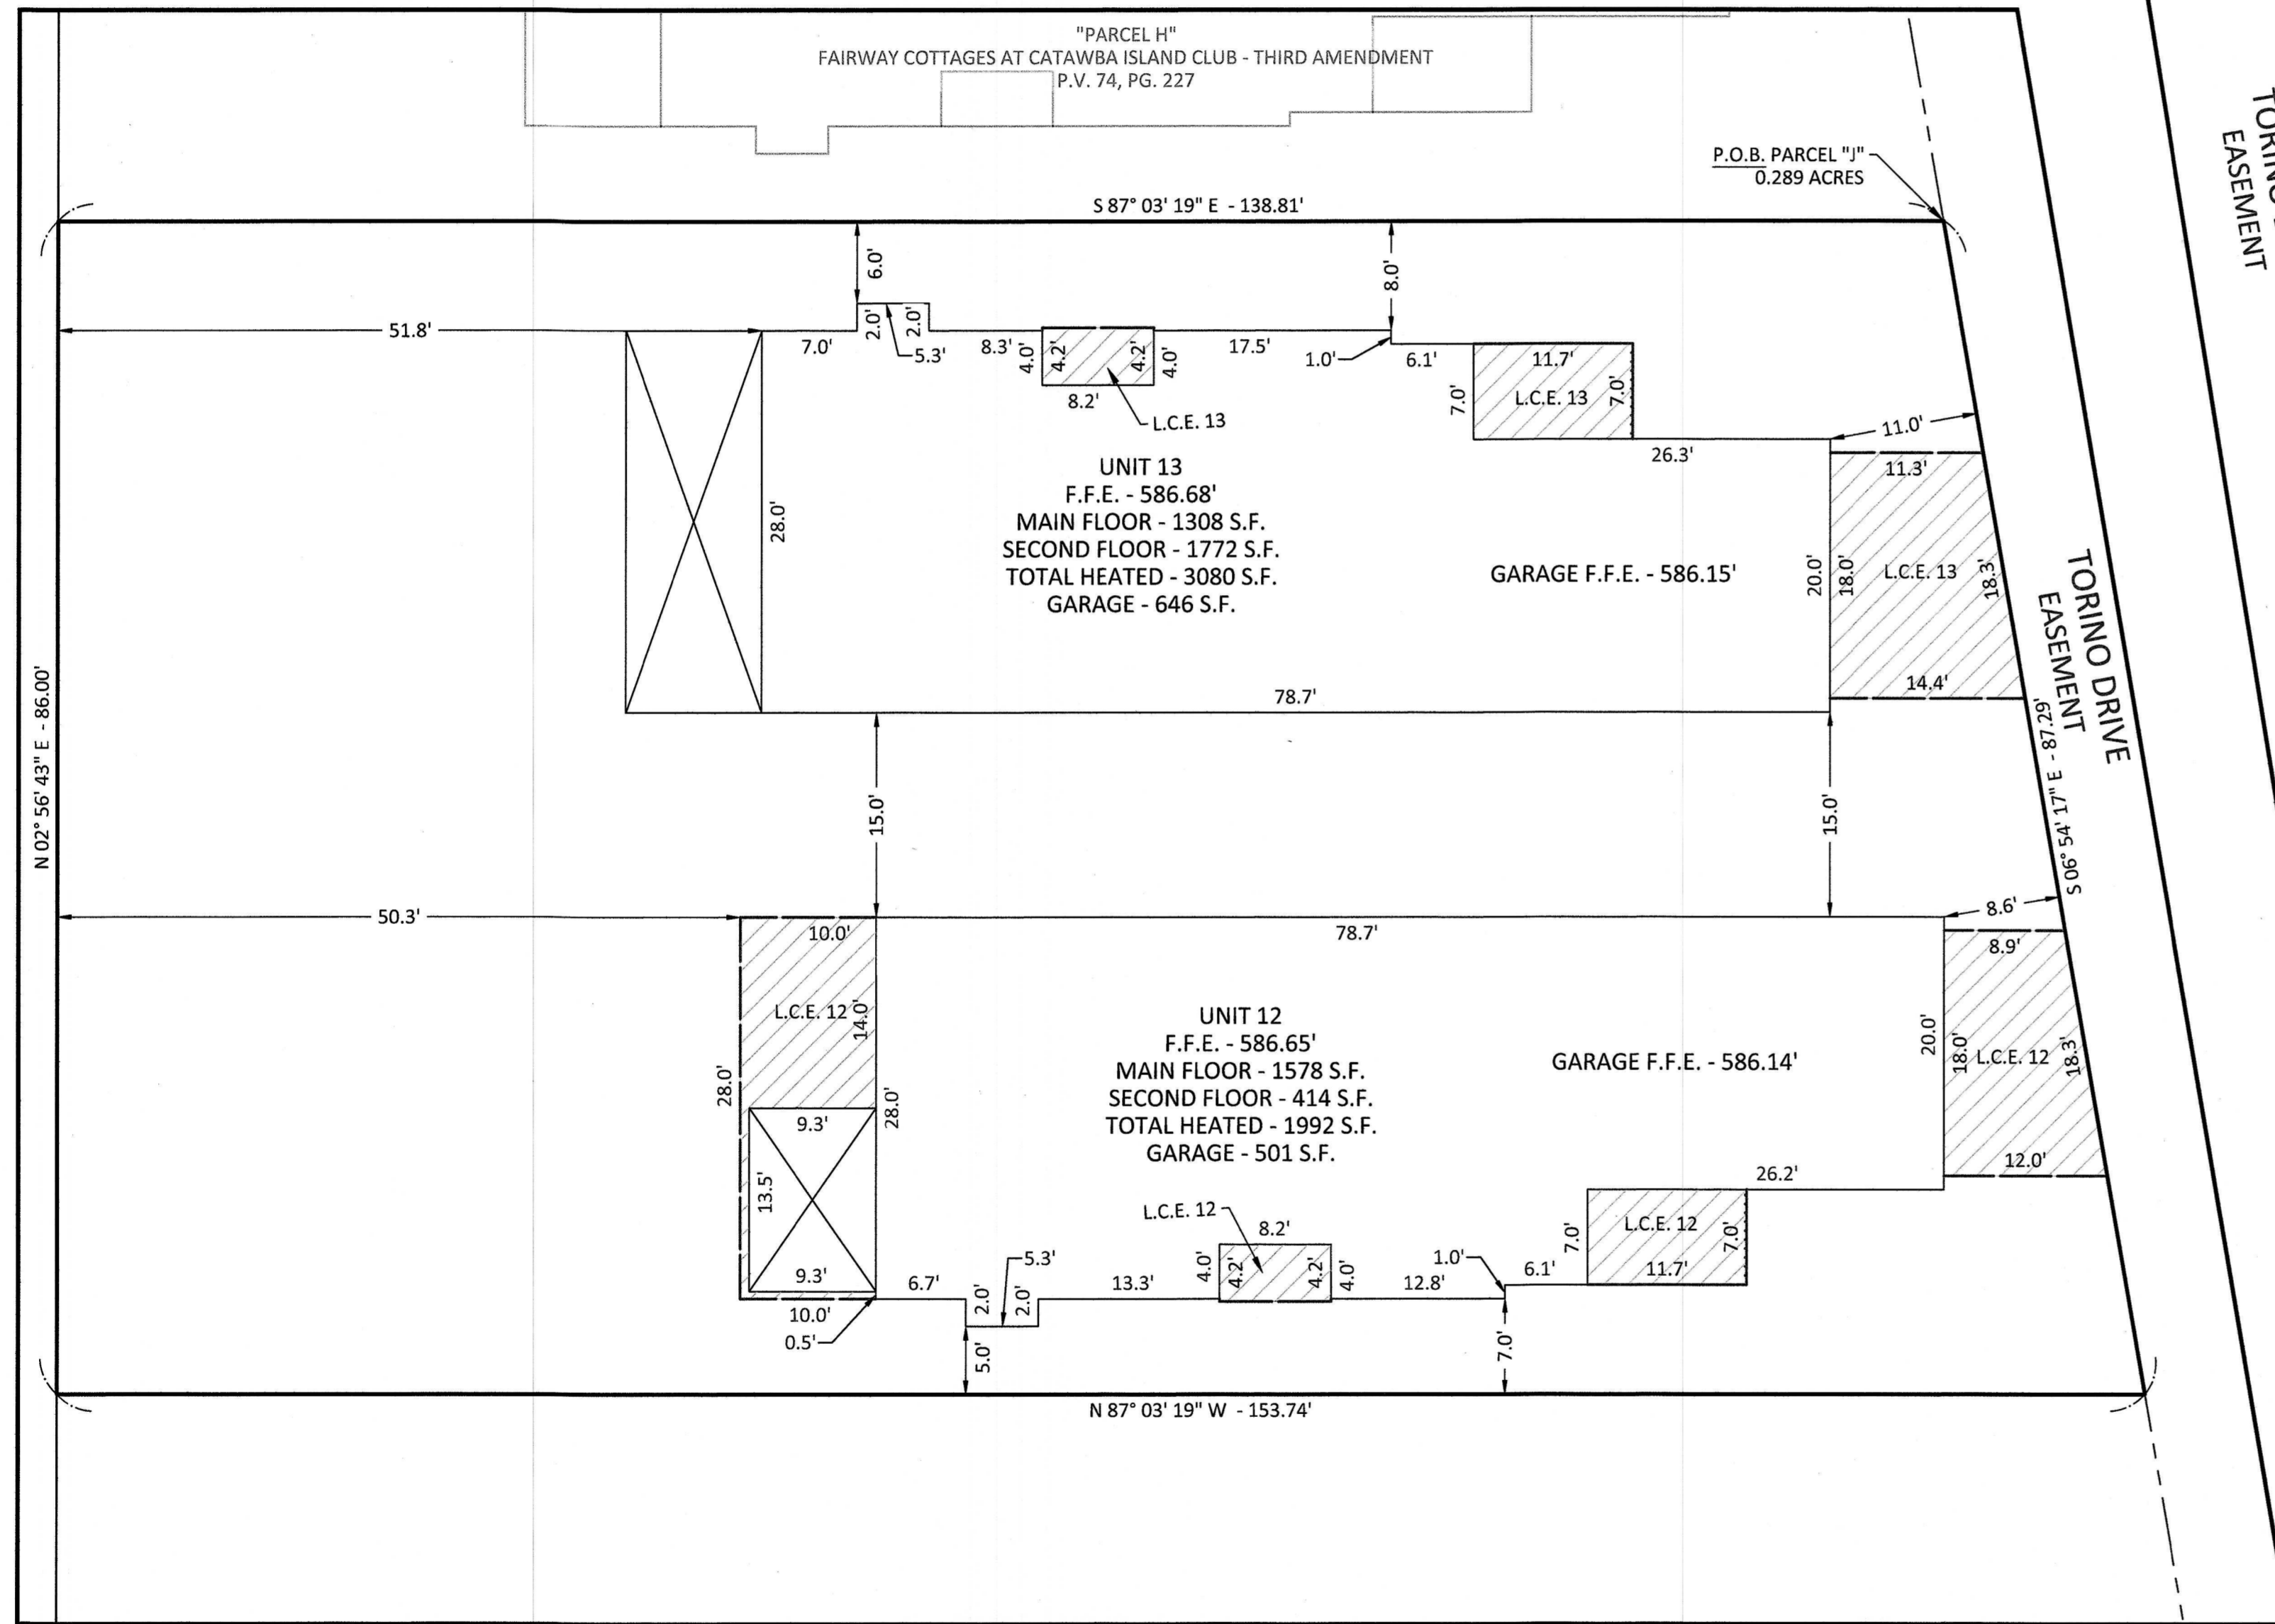 "PARCEL H"
FAIRWAY COTTAGES AT CATAWBA ISLAND CLUB - THIRD AMENDMENT
P.V. 74, PG. 227
EASEMENT
P.O.B. PARCEL "J"
0.289 ACRES
S 87° 03' 19" E - 138.81'
6.0'
8.0'
51.8'
7.0'
2.0'
2.0'
5.3'
8.3'
4.0'
4.2'
4.2'
4.0'
8.2'
L.C.E. 13
17.5'
1.0'
6.1'
11.7'
7.0'
L.C.E. 13
7.0'
26.3'
11.0'
11.3'
28.0'
UNIT 13
F.F.E. - 586.68'
MAIN FLOOR - 1308 S.F.
SECOND FLOOR - 1772 S.F.
TOTAL HEATED - 3080 S.F.
GARAGE - 646 S.F.
GARAGE F.F.E. - 586.15'
20.0'
18.0'
L.C.E. 13
18.3'
14.4'
78.7'
TORINO DRIVE
EASEMENT
S 06° 54' 17" E - 87.29'
N 02° 56' 43" E - 86.00'
15.0'
15.0'
50.3'
10.0'
78.7'
8.6'
8.9'
L.C.E. 12
14.0'
28.0'
28.0'
9.3'
13.5'
9.3'
10.0'
0.5'
UNIT 12
F.F.E. - 586.65'
MAIN FLOOR - 1578 S.F.
SECOND FLOOR - 414 S.F.
TOTAL HEATED - 1992 S.F.
GARAGE - 501 S.F.
GARAGE F.F.E. - 586.14'
20.0'
18.0'
L.C.E. 12
18.3'
12.0'
26.2'
L.C.E. 12
7.0'
7.0'
11.7'
6.1'
1.0'
L.C.E. 12
8.2'
4.0'
4.2'
4.2'
4.0'
12.8'
13.3'
5.3'
2.0'
2.0'
6.7'
5.0'
7.0'
N 87° 03' 19" W - 153.74'